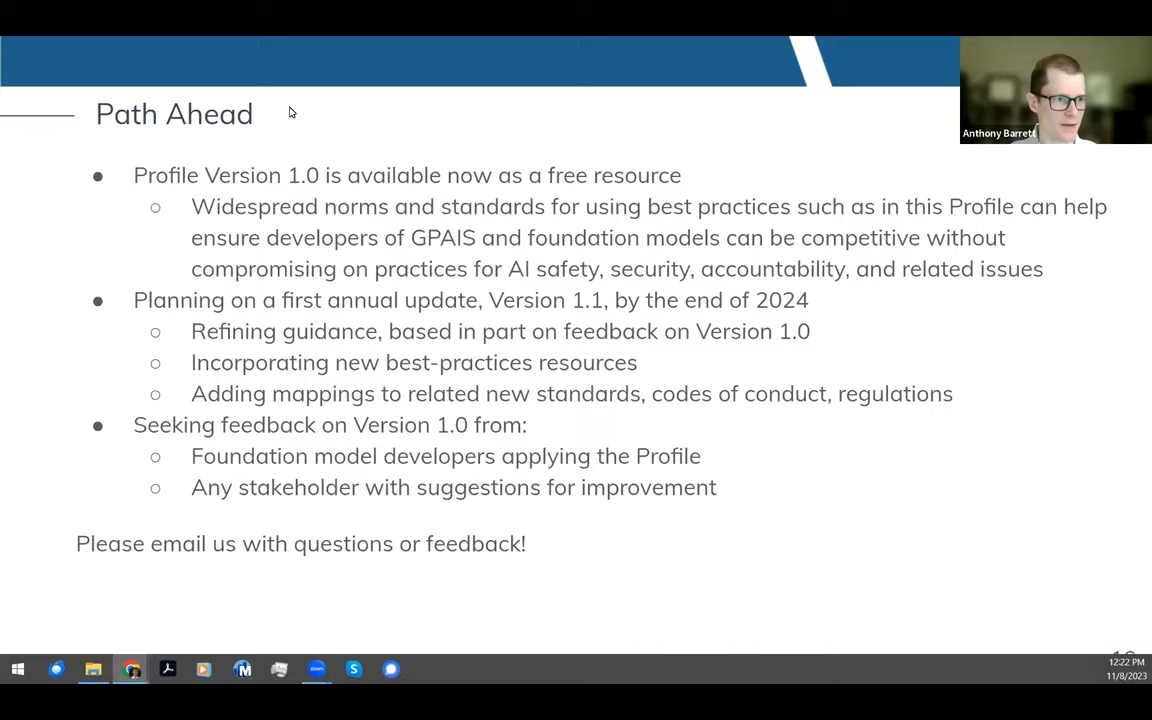 Path Ahead
Anthony Barrett
● Profile Version 1.0 is available now as a free resource
○ Widespread norms and standards for using best practices such as in this Profile can help
ensure developers of GPAIS and foundation models can be competitive without
compromising on practices for AI safety, security, accountability, and related issues
● Planning on a first annual update, Version 1.1, by the end of 2024
○ Refining guidance, based in part on feedback on Version 1.0
○ Incorporating new best-practices resources
○ Adding mappings to related new standards, codes of conduct, regulations
● Seeking feedback on Version 1.0 from:
○ Foundation model developers applying the Profile
○ Any stakeholder with suggestions for improvement
Please email us with questions or feedback!
zoom
12:22 PM
11/8/2023